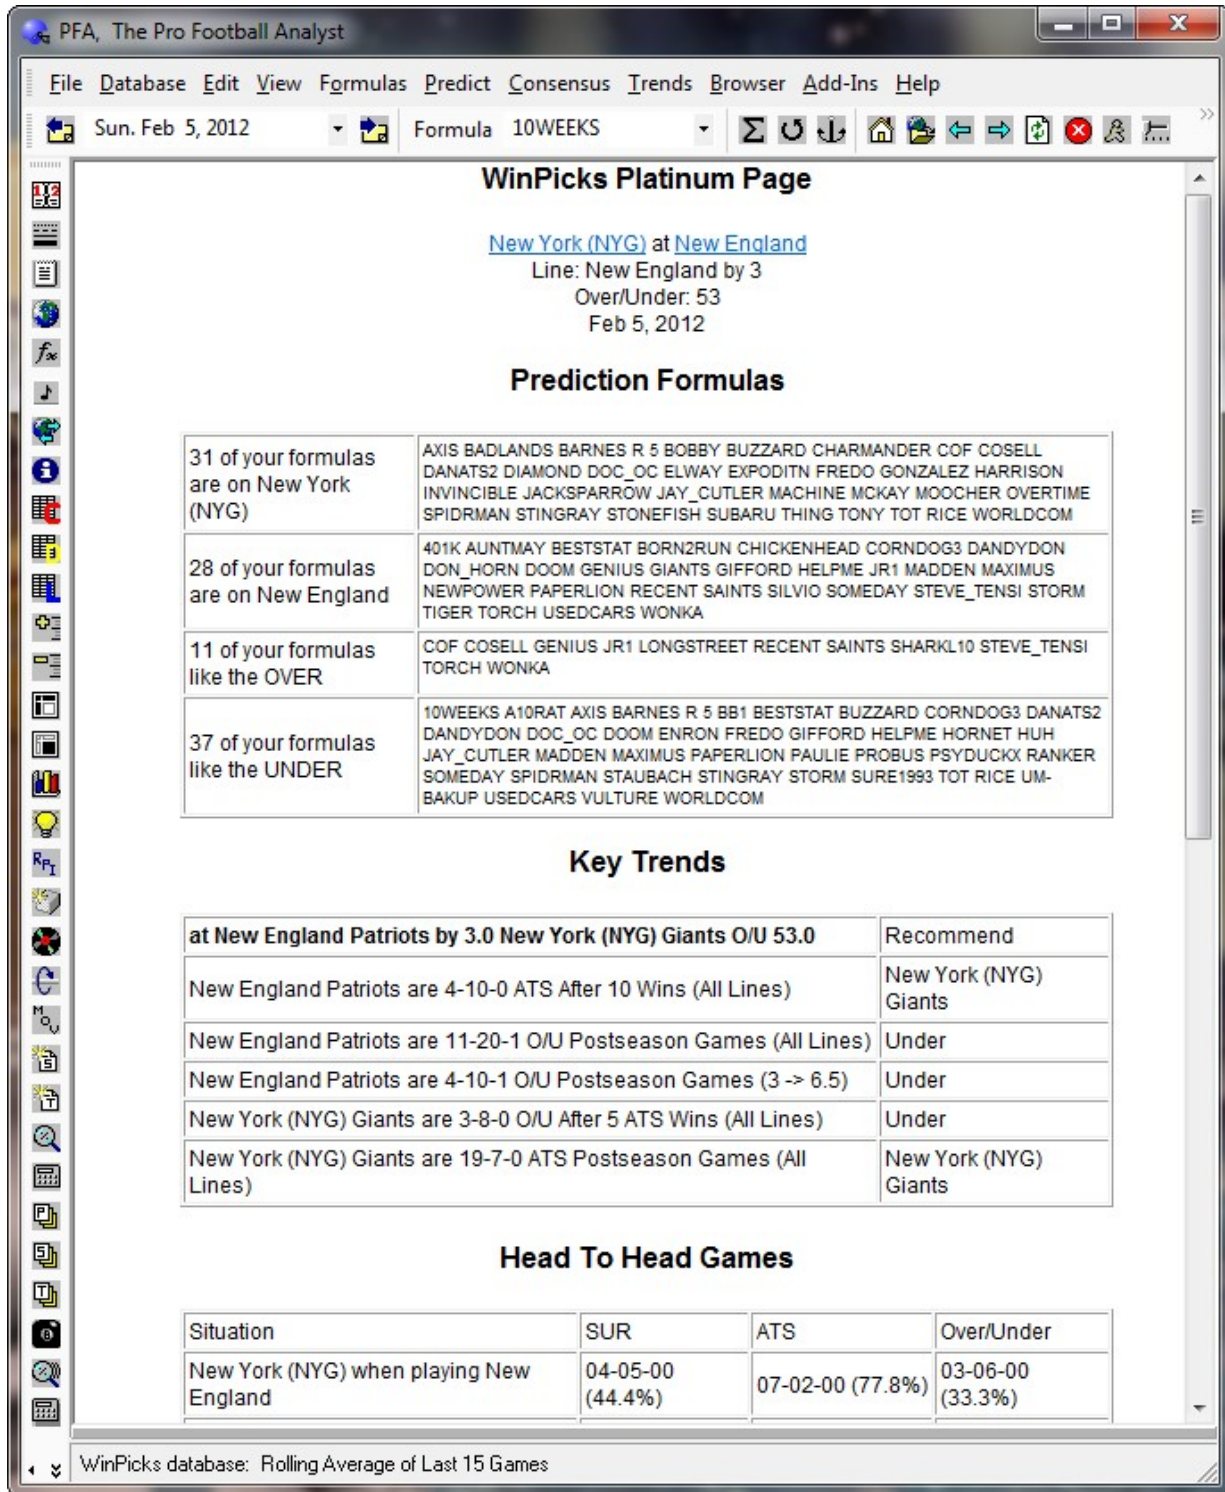 PFA, The Pro Football Analyst
File Database Edit View Formulas Predict Consensus Trends Browser Add-Ins Help
Sun. Feb 5, 2012 Formula 10WEEKS
WinPicks Platinum Page
New York (NYG) at New England
Line: New England by 3
Over/Under: 53
Feb 5, 2012
Prediction Formulas
31 of your formulas
are on New York
(NYG)
AXIS BADLANDS BARNES R 5 BOBBY BUZZARD CHARMANDER COF COSELL
DANATS2 DIAMOND DOC_OC ELWAY EXPODITN FREDO GONZALEZ HARRISON
INVINCIBLE JACKSPARROW JAY_CUTLER MACHINE MCKAY MOOCHER OVERTIME
SPIDRMAN STINGRAY STONEFISH SUBARU THING TONY TOT RICE WORLDCOM
28 of your formulas
are on New England
401K AUNTMAY BESTSTAT BORN2RUN CHICKENHEAD CORNDOG3 DANDYDON
DON_HORN DOOM GENIUS GIANTS GIFFORD HELPME JR1 MADDEN MAXIMUS
NEWPOWER PAPERLION RECENT SAINTS SILVIO SOMEDAY STEVE_TENSI STORM
TIGER TORCH USEDCARS WONKA
11 of your formulas
like the OVER
COF COSELL GENIUS JR1 LONGSTREET RECENT SAINTS SHARKL10 STEVE_TENSI
TORCH WONKA
37 of your formulas
like the UNDER
10WEEKS A10RAT AXIS BARNES R 5 BB1 BESTSTAT BUZZARD CORNDOG3 DANATS2
DANDYDON DOC_OC DOOM ENRON FREDO GIFFORD HELPME HORNET HUH
JAY_CUTLER MADDEN MAXIMUS PAPERLION PAULIE PROBUS PSYDUCKX RANKER
SOMEDAY SPIDRMAN STAUBACH STINGRAY STORM SURE1993 TOT RICE UM-
BAKUP USEDCARS VULTURE WORLDCOM
Key Trends
at New England Patriots by 3.0 New York (NYG) Giants O/U 53.0 Recommend
New England Patriots are 4-10-0 ATS After 10 Wins (All Lines)
New York (NYG)
Giants
New England Patriots are 11-20-1 O/U Postseason Games (All Lines) Under
New England Patriots are 4-10-1 O/U Postseason Games (3 -> 6.5) Under
New York (NYG) Giants are 3-8-0 O/U After 5 ATS Wins (All Lines) Under
New York (NYG) Giants are 19-7-0 ATS Postseason Games (All
Lines)
New York (NYG)
Giants
Head To Head Games
Situation SUR ATS Over/Under
New York (NYG) when playing New
England
04-05-00
(44.4%)
07-02-00 (77.8%)
03-06-00
(33.3%)
WinPicks database: Rolling Average of Last 15 Games